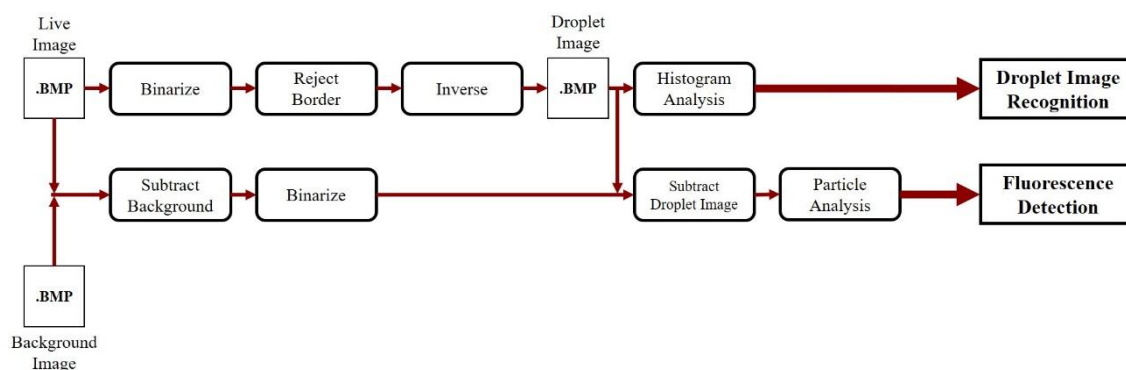 Live
Image
.BMP
Binarize
Reject
Border
Inverse
Droplet
Image
.BMP
Histogram
Analysis
Droplet Image
Recognition
Subtract
Background
Binarize
Subtract
Droplet Image
Particle
Analysis
Fluorescence
Detection
.BMP
Background
Image